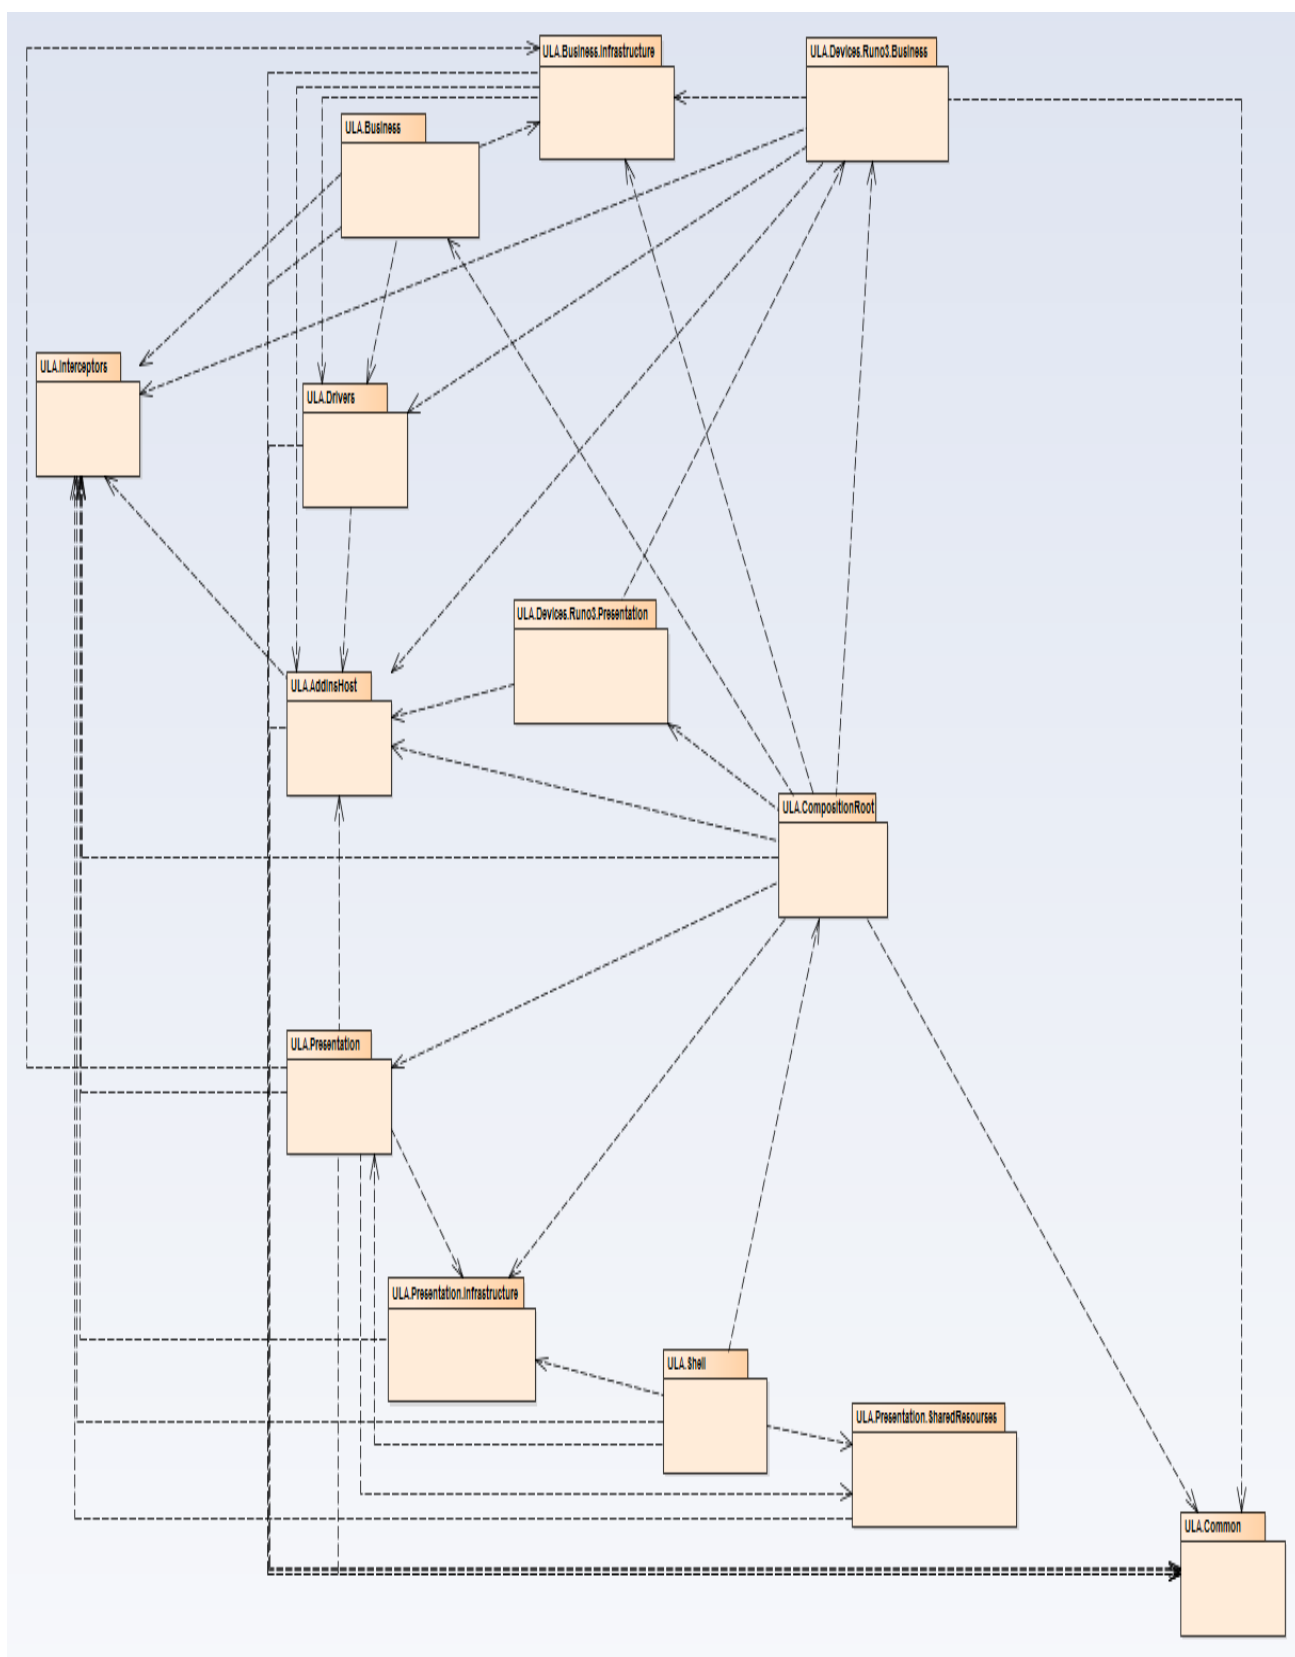 ULA.Business.Infrastructure
ULA.Devices.Runo3.Business
ULA.Business
ULA.Interceptors
ULA.Drivers
ULA.Devices.Runo3.Presentation
ULA.AddInsHost
ULA.CompositionRoot
ULA.Presentation
ULA.Presentation.Infrastructure
ULA.Shell
ULA.Presentation.SharedResourses
ULA.Common